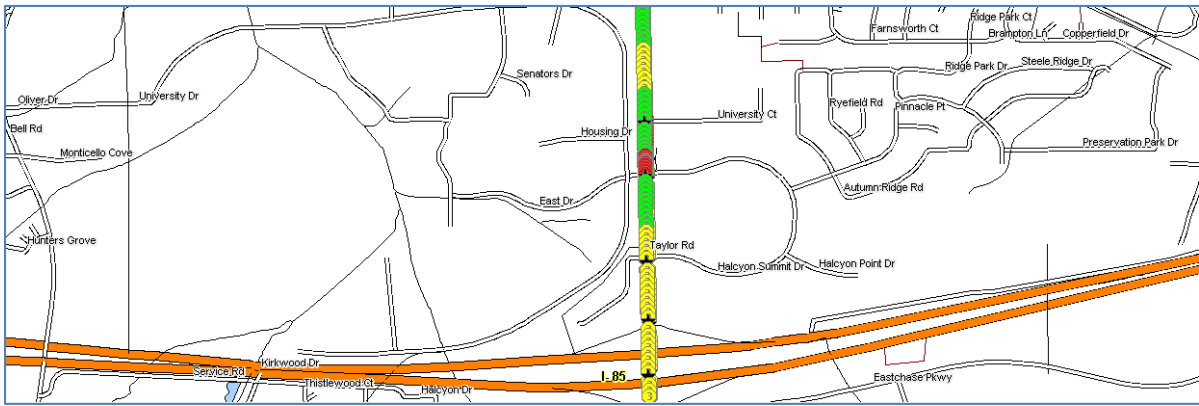 Ridge Park Ct
Farnsworth Ct
Brampton Ln
Copperfield Dr
Senators Dr
Ridge Park Dr
Steele Ridge Dr
Oliver Dr
University Dr
Ryefield Rd
Pinnacle Pt
University Ct
Bell Rd
Housing Dr
Monticello Cove
Preservation Park Dr
Autumn Ridge Rd
East Dr
Hunters Grove
Taylor Rd
Halcyon Summit Dr
Halcyon Point Dr
Kirkwood Dr
Service Rd
I-85
Eastchase Pkwy
Thistlewood Ct
Halcyon Dr
3